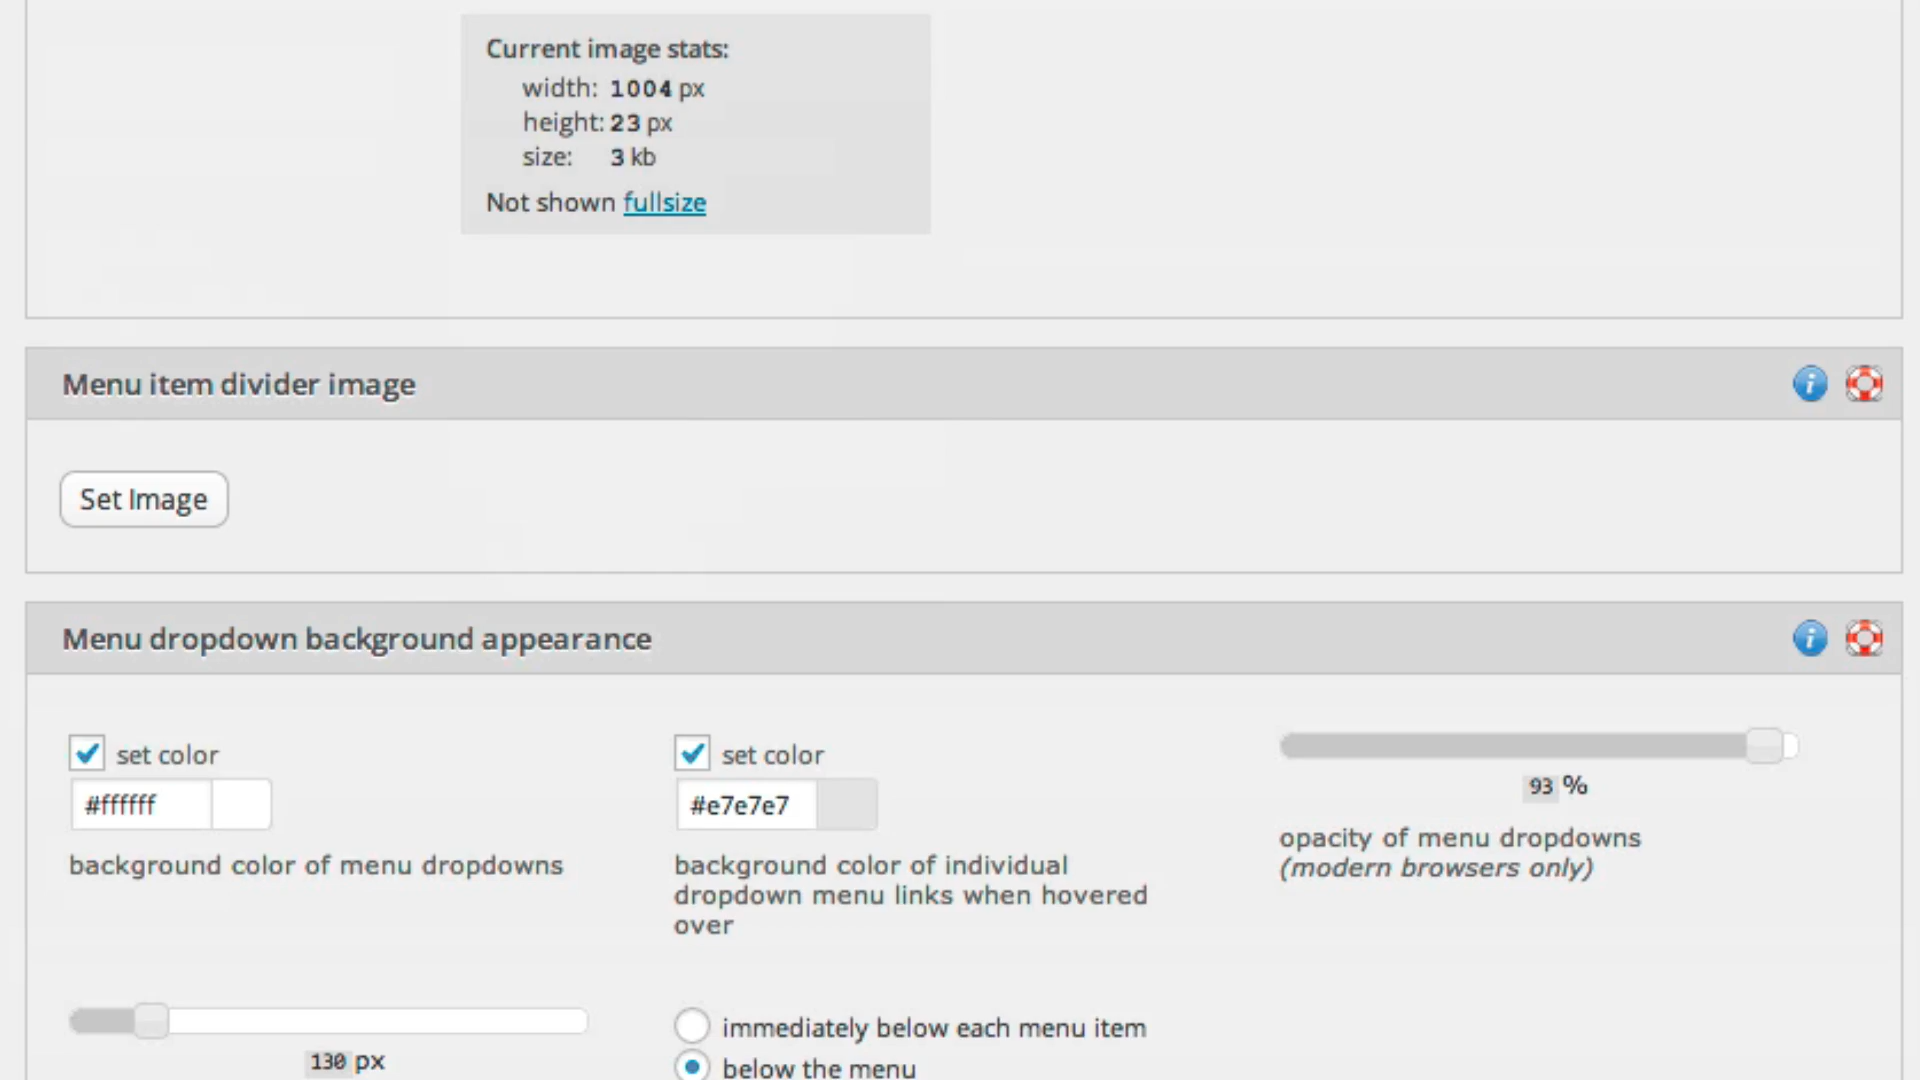 Current image stats:
width: 1004 px
height: 23 px
size: 3 kb
Not shown fullsize
Menu item divider image
Set Image
Menu dropdown background appearance
set color
#ffffff
background color of menu dropdowns
set color
#e7e7e7
background color of individual
dropdown menu links when hovered
over
93 %
opacity of menu dropdowns
(modern browsers only)
130 px
immediately below each menu item
below the menu